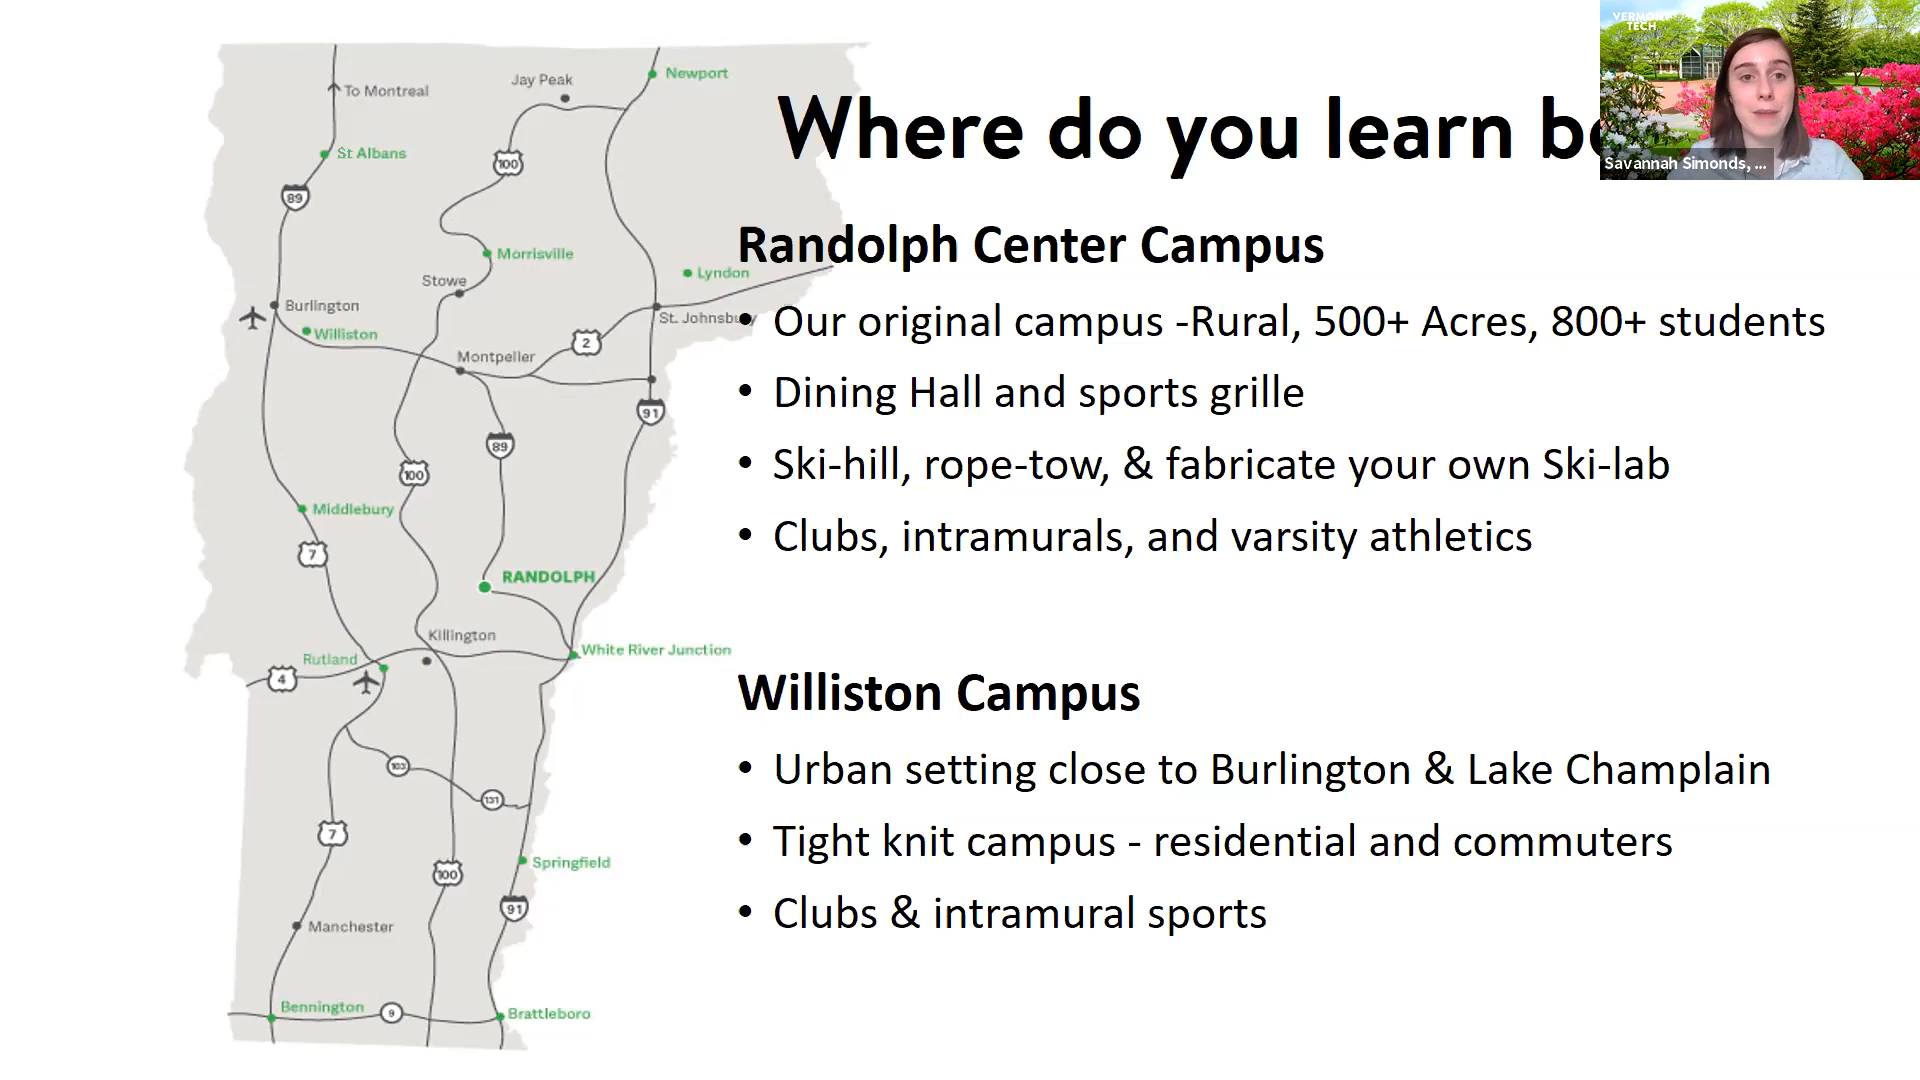 VERMONT
TECH
Savannah Simonds, ...
Where do you learn
Randolph Center Campus
• Our original campus -Rural, 500+ Acres, 800+ students
• Dining Hall and sports grille
• Ski-hill, rope-tow, & fabricate your own Ski-lab
• Clubs, intramurals, and varsity athletics
Williston Campus
• Urban setting close to Burlington & Lake Champlain
• Tight knit campus - residential and commuters
• Clubs & intramural sports
Newport
Jay Peak
To Montreal
St Albans
100
89
Morrisville
Lyndon
Stowe
Burlington
St. Johnsbury
Williston
2
Montpelier
91
89
100
Middlebury
7
RANDOLPH
Killington
White River Junction
Rutland
4
103
131
7
Springfield
100
91
Manchester
Bennington
9
Brattleboro